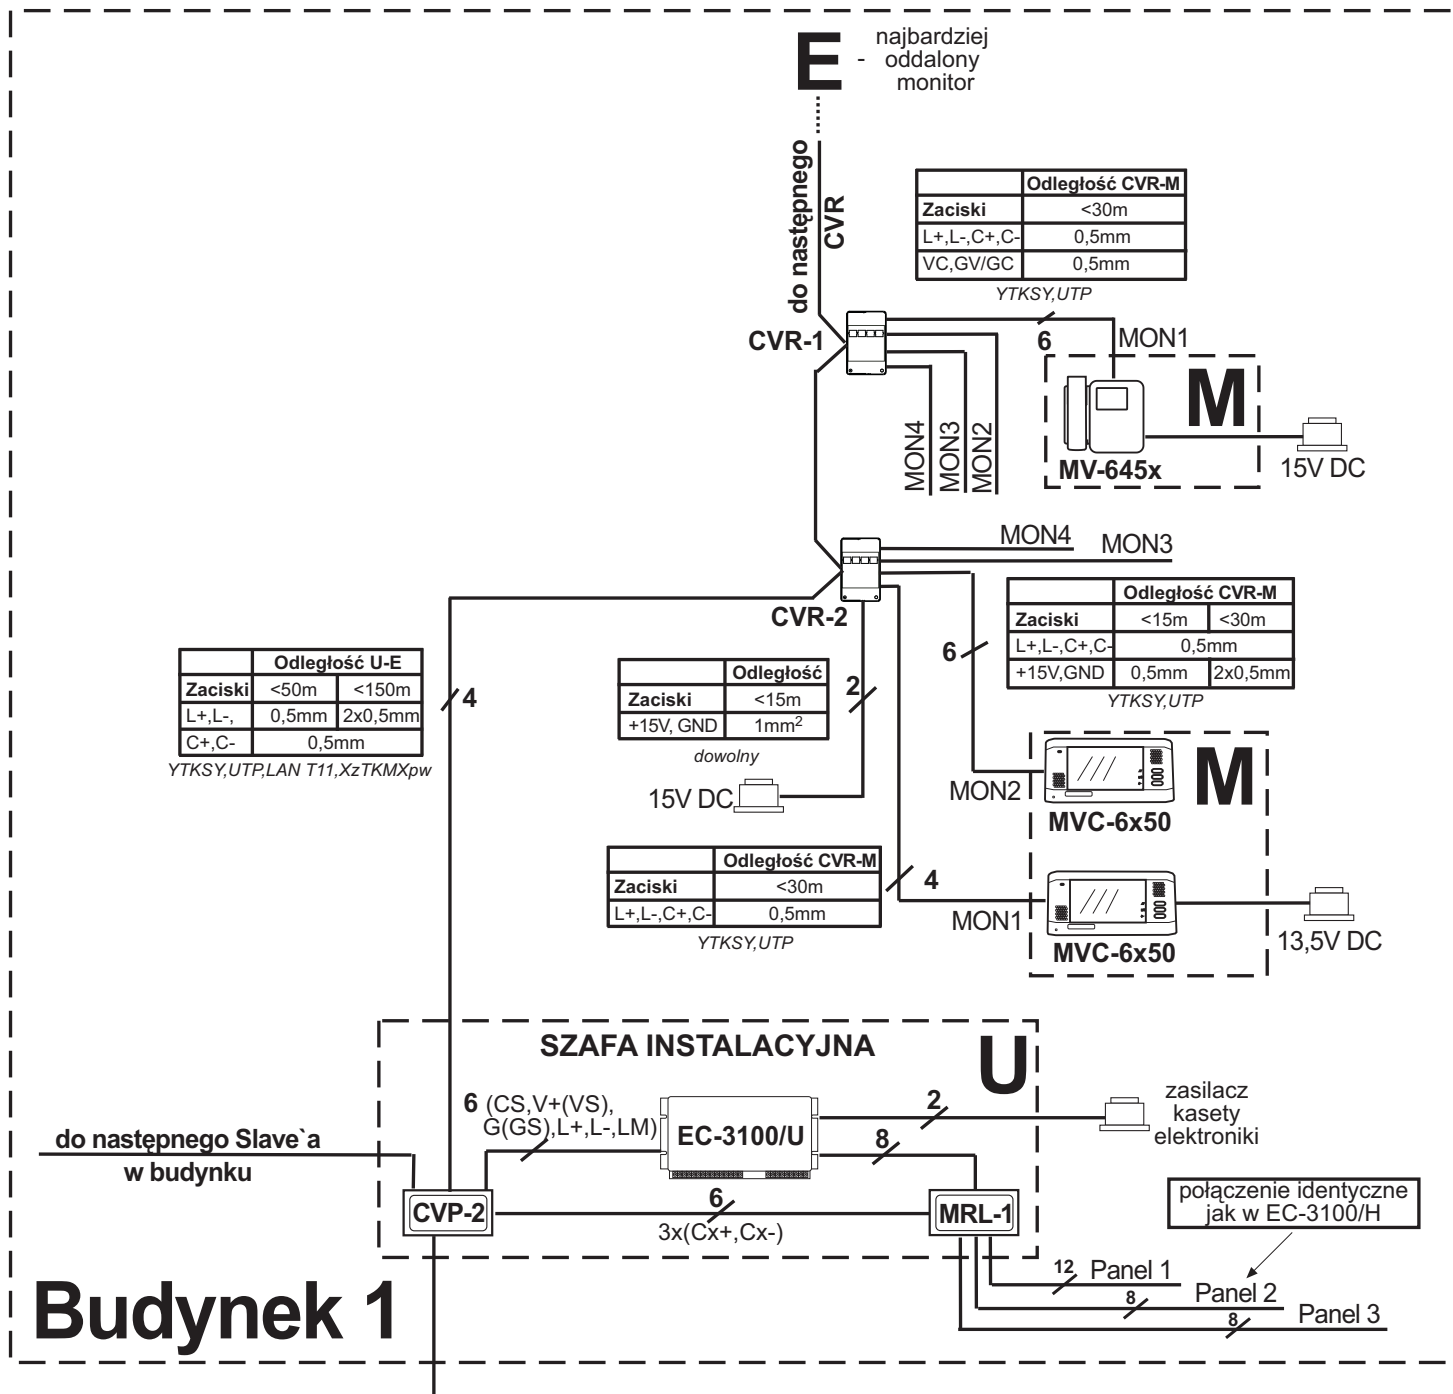 E
- najbardziej
oddalony
monitor
do następnego
CVR
Odległość CVR-M
Zaciski <30m
L+,L-,C+,C- 0,5mm
VC,GV/GC 0,5mm
YTKSY,UTP
CVR-1
6
MON1
M
MV-645x
15V DC
MON4
MON3
MON2
MON4
MON3
CVR-2
Odległość CVR-M
Zaciski <15m <30m
L+,L-,C+,C- 0,5mm
+15V,GND 0,5mm 2x0,5mm
YTKSY,UTP
6
Odległość U-E
Zaciski <50m <150m
L+,L-, 0,5mm 2x0,5mm
C+,C- 0,5mm
YTKSY,UTP,LAN T11,XzTKMXpw
4
Odległość
Zaciski <15m
+15V, GND 1mm²
dowolny
2
15V DC
MON2
M
MVC-6x50
Odległość CVR-M
Zaciski <30m
L+,L-,C+,C- 0,5mm
YTKSY,UTP
4
MON1
MVC-6x50
13,5V DC
SZAFA INSTALACYJNA
U
6 (CS,V+(VS),
G(GS),L+,L-,LM)
EC-3100/U
2
8
zasilacz
kasety
elektroniki
do następnego Slave`a
w budynku
CVP-2
6
3x(Cx+,Cx-)
MRL-1
połączenie identyczne
jak w EC-3100/H
12 Panel 1
8 Panel 2
8 Panel 3
Budynek 1